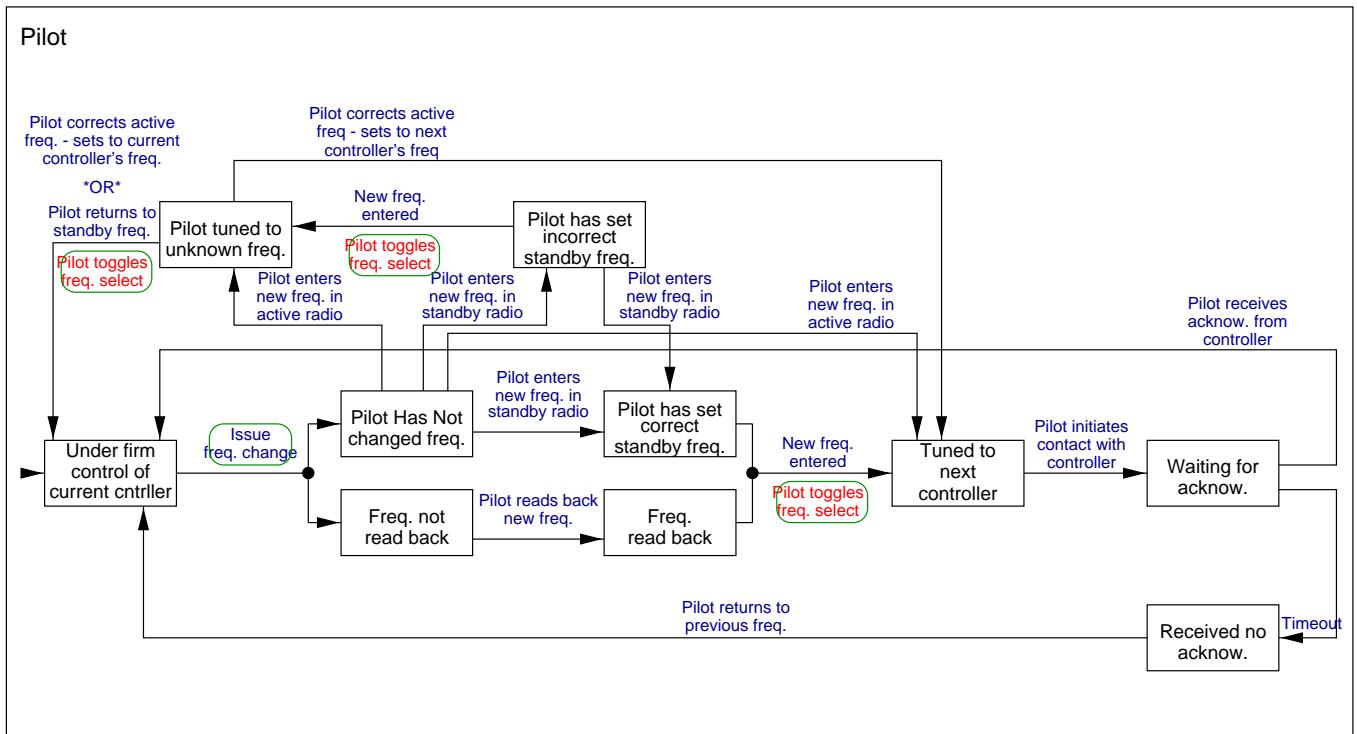 Pilot
Pilot corrects active
freq. - sets to current
controller's freq.
*OR*
Pilot returns to
standby freq.
Pilot toggles
freq. select
Pilot corrects active
freq - sets to next
controller's freq
Pilot tuned to
unknown freq.
New freq.
entered
Pilot toggles
freq. select
Pilot has set
incorrect
standby freq.
Pilot enters
new freq. in
active radio
Pilot enters
new freq. in
standby radio
Pilot enters
new freq. in
standby radio
Pilot enters
new freq. in
active radio
Pilot receives
acknow. from
controller
Under firm
control of
current cntrller
Issue
freq. change
Pilot Has Not
changed freq.
Pilot enters
new freq. in
standby radio
Pilot has set
correct
standby freq.
Freq. not
read back
Pilot reads back
new freq.
Freq.
read back
New freq.
entered
Pilot toggles
freq. select
Tuned to
next
controller
Pilot initiates
contact with
controller
Waiting for
acknow.
Pilot returns to
previous freq.
Received no
acknow.
Timeout